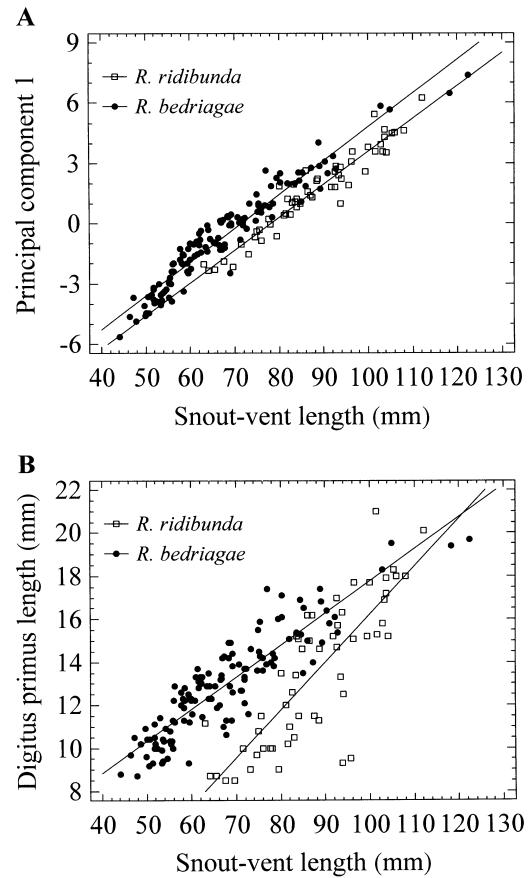 A
Principal component 1
9
6
3
0
-3
-6
R. ridibunda
R. bedriagae
40 50 60 70 80 90 100 110 120 130
Snout-vent length (mm)
B
Digitus primus length (mm)
22
20
18
16
14
12
10
8
R. ridibunda
R. bedriagae
40 50 60 70 80 90 100 110 120 130
Snout-vent length (mm)